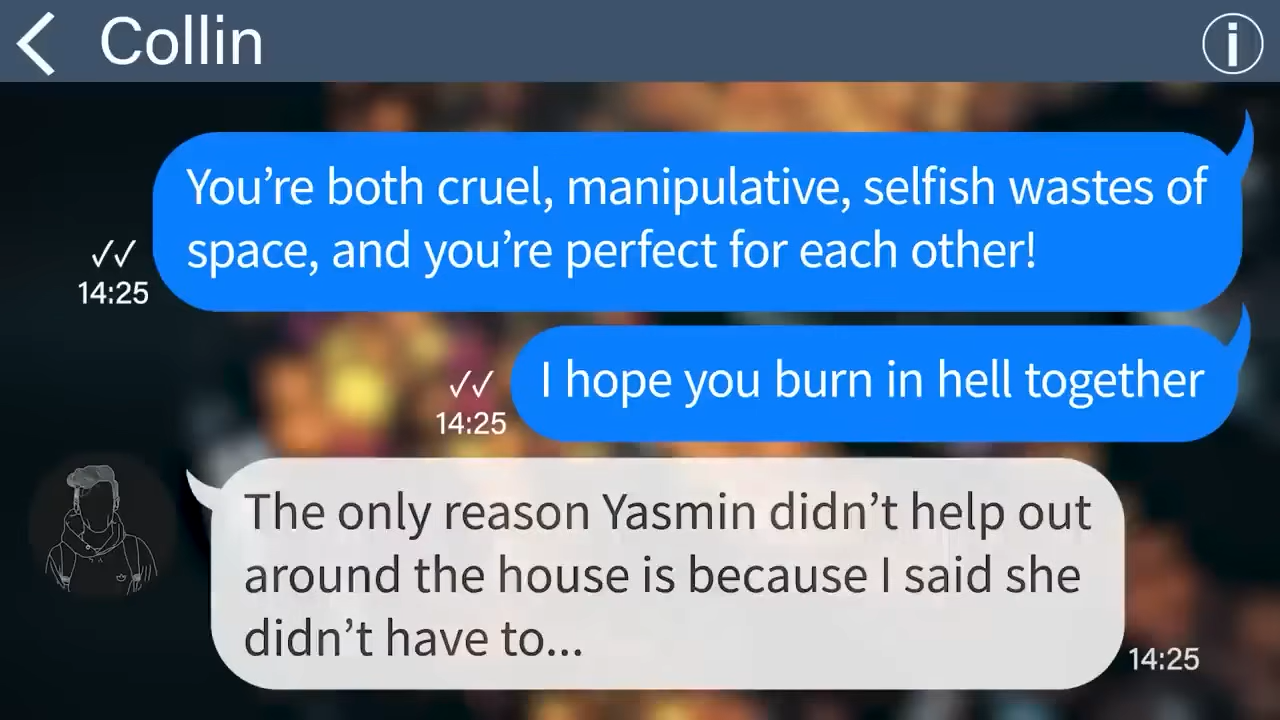 Collin
You’re both cruel, manipulative, selfish wastes of
space, and you’re perfect for each other!
14:25
I hope you burn in hell together
14:25
The only reason Yasmin didn’t help out
around the house is because I said she
didn’t have to...
14:25